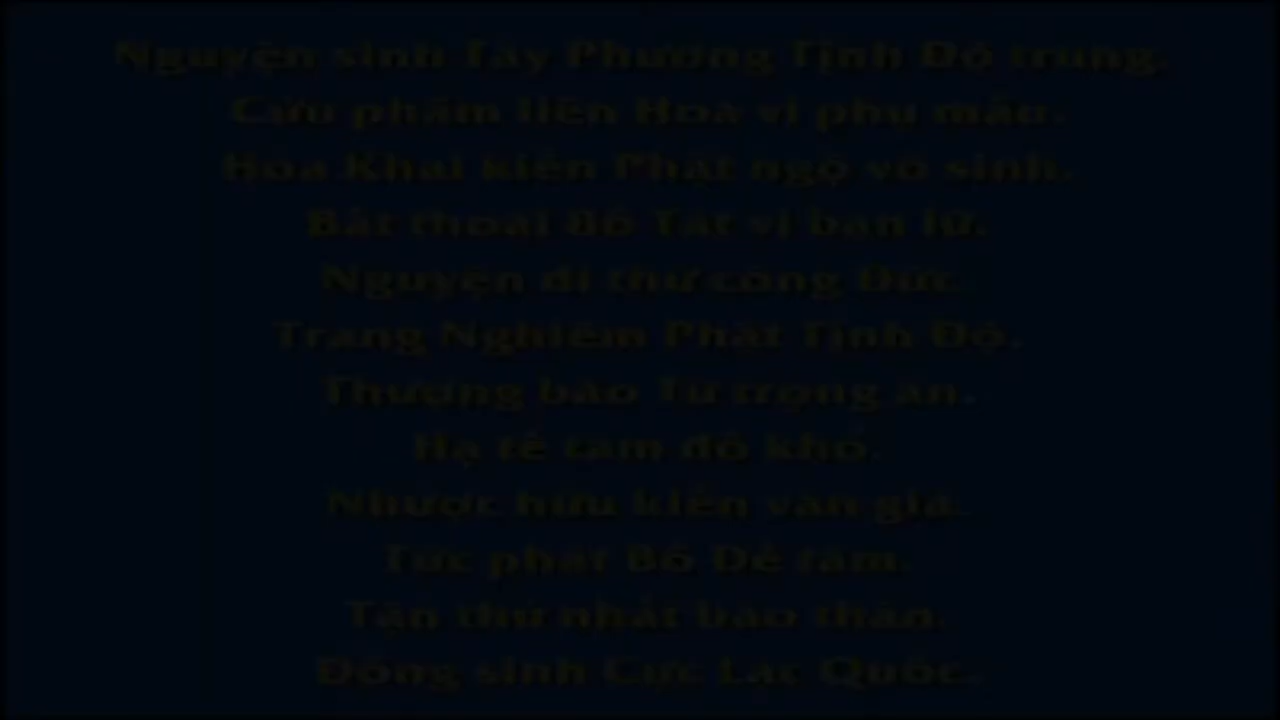 Nguyện sinh Tây Phương Tịnh Độ trung.
Cửu phẩm liên Hoa vi phụ mẫu.
Hoa Khai kiến Phật ngộ vô sinh.
Bất thoái Bồ Tát vi bạn lữ.
Nguyện dĩ thử công Đức.
Trang Nghiêm Phật Tịnh Độ.
Thượng báo Tứ trọng ân.
Hạ tế tam đồ khổ.
Nhược hữu kiến văn giả.
Tức phát Bồ Đề tâm.
Tận thử nhất báo thân.
Đồng sinh Cực Lạc Quốc.